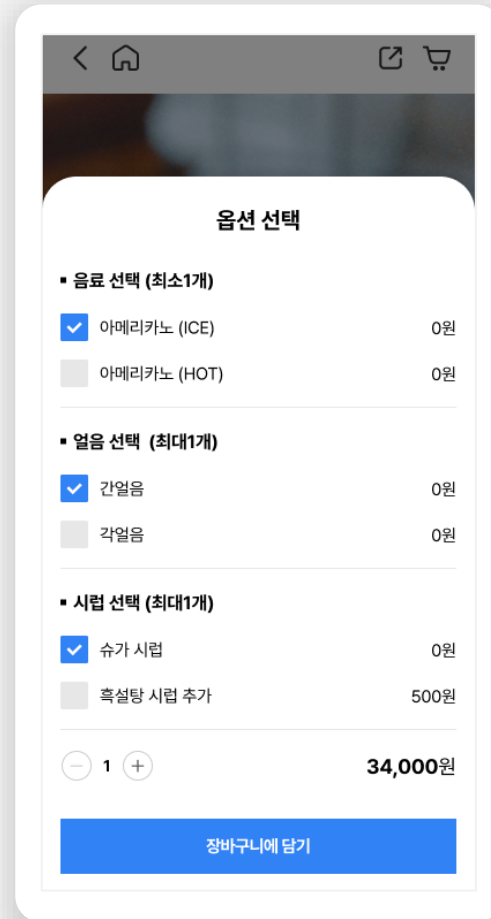 옵션 선택
▪ 음료 선택 (최소1개)
아메리카노 (ICE) 0원
아메리카노 (HOT) 0원
▪ 얼음 선택 (최대1개)
간얼음 0원
각얼음 0원
▪ 시럽 선택 (최대1개)
슈가 시럽 0원
흑설탕 시럽 추가 500원
1 34,000원
장바구니에 담기